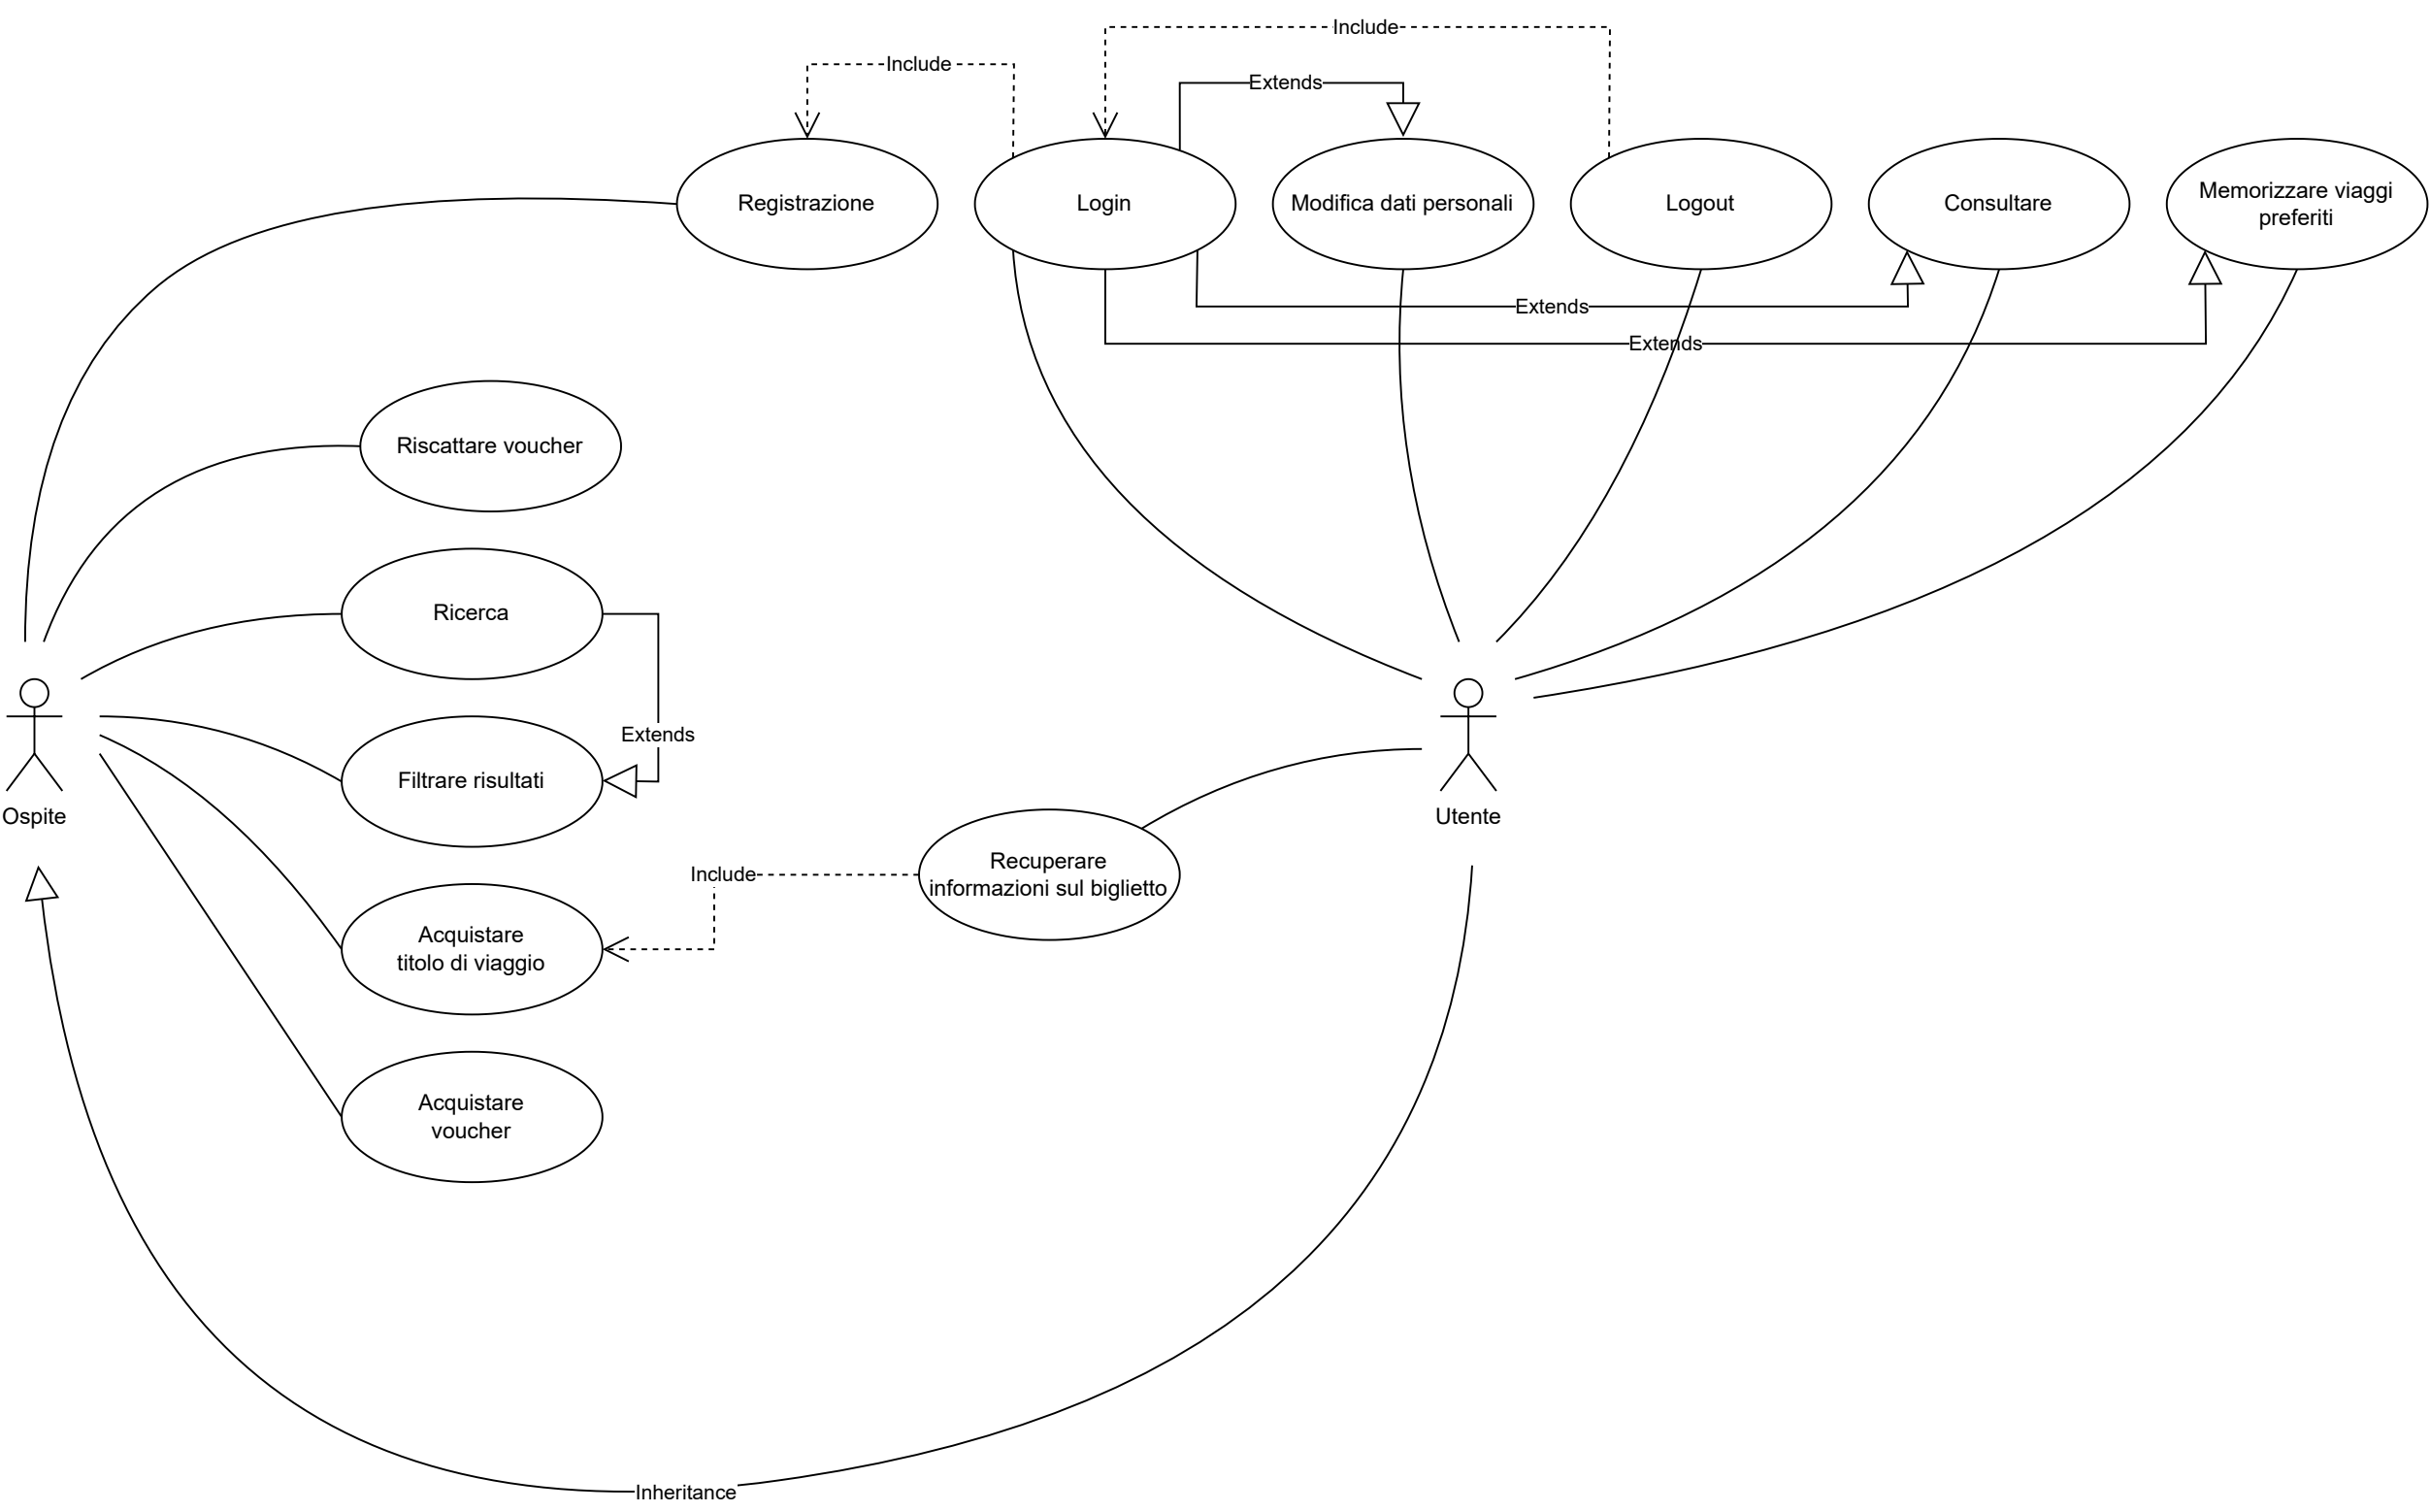 Include
Include
Extends
Registrazione
Login
Modifica dati personali
Logout
Consultare
Memorizzare viaggi
preferiti
Extends
Extends
Riscattare voucher
Ricerca
Extends
Filtrare risultati
Ospite
Utente
Recuperare
informazioni sul biglietto
Include
Acquistare
titolo di viaggio
Acquistare
voucher
Inheritance